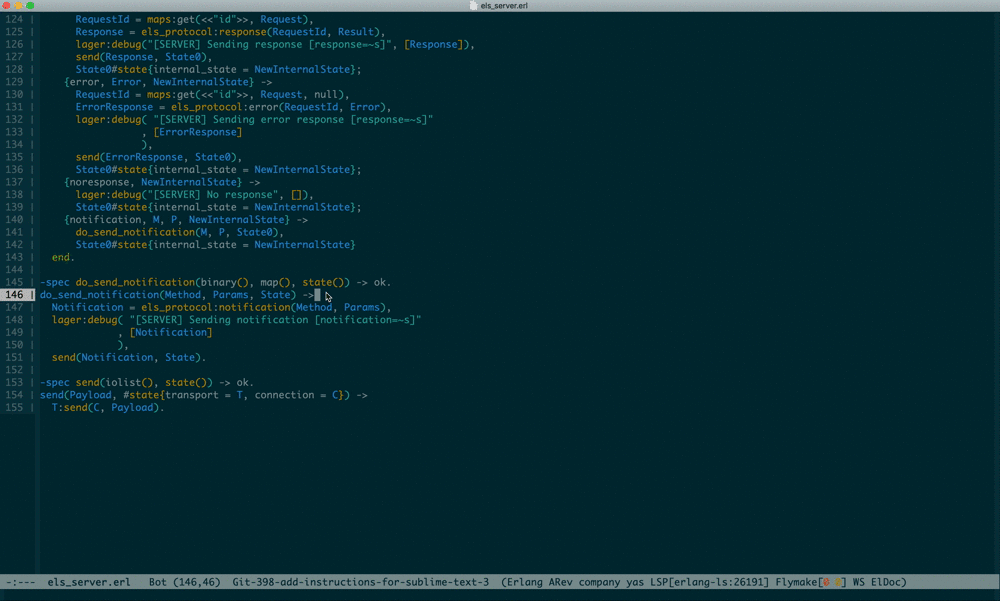 els_server.erl
124 |       RequestId = maps:get(<<"id">>, Request),
125 |       Response = els_protocol:response(RequestId, Result),
126 |       lager:debug("[SERVER] Sending response [response=~s]", [Response]),
127 |       send(Response, State0),
128 |       State0#state{internal_state = NewInternalState};
129 |     {error, Error, NewInternalState} ->
130 |       RequestId = maps:get(<<"id">>, Request, null),
131 |       ErrorResponse = els_protocol:error(RequestId, Error),
132 |       lager:debug( "[SERVER] Sending error response [response=~s]"
133 |                  , [ErrorResponse]
134 |                  ),
135 |       send(ErrorResponse, State0),
136 |       State0#state{internal_state = NewInternalState};
137 |     {noresponse, NewInternalState} ->
138 |       lager:debug("[SERVER] No response", []),
139 |       State0#state{internal_state = NewInternalState};
140 |     {notification, M, P, NewInternalState} ->
141 |       do_send_notification(M, P, State0),
142 |       State0#state{internal_state = NewInternalState}
143 |   end.
144 |
145 | -spec do_send_notification(binary(), map(), state()) -> ok.
146 | do_send_notification(Method, Params, State) ->
147 |   Notification = els_protocol:notification(Method, Params),
148 |   lager:debug( "[SERVER] Sending notification [notification=~s]"
149 |              , [Notification]
150 |              ),
151 |   send(Notification, State).
152 |
153 | -spec send(iolist(), state()) -> ok.
154 | send(Payload, #state{transport = T, connection = C}) ->
155 |   T:send(C, Payload).
-:--- els_server.erl Bot (146,46) Git-398-add-instructions-for-sublime-text-3 (Erlang ARev company yas LSP[erlang-ls:26191] Flymake[ ] WS ElDoc)